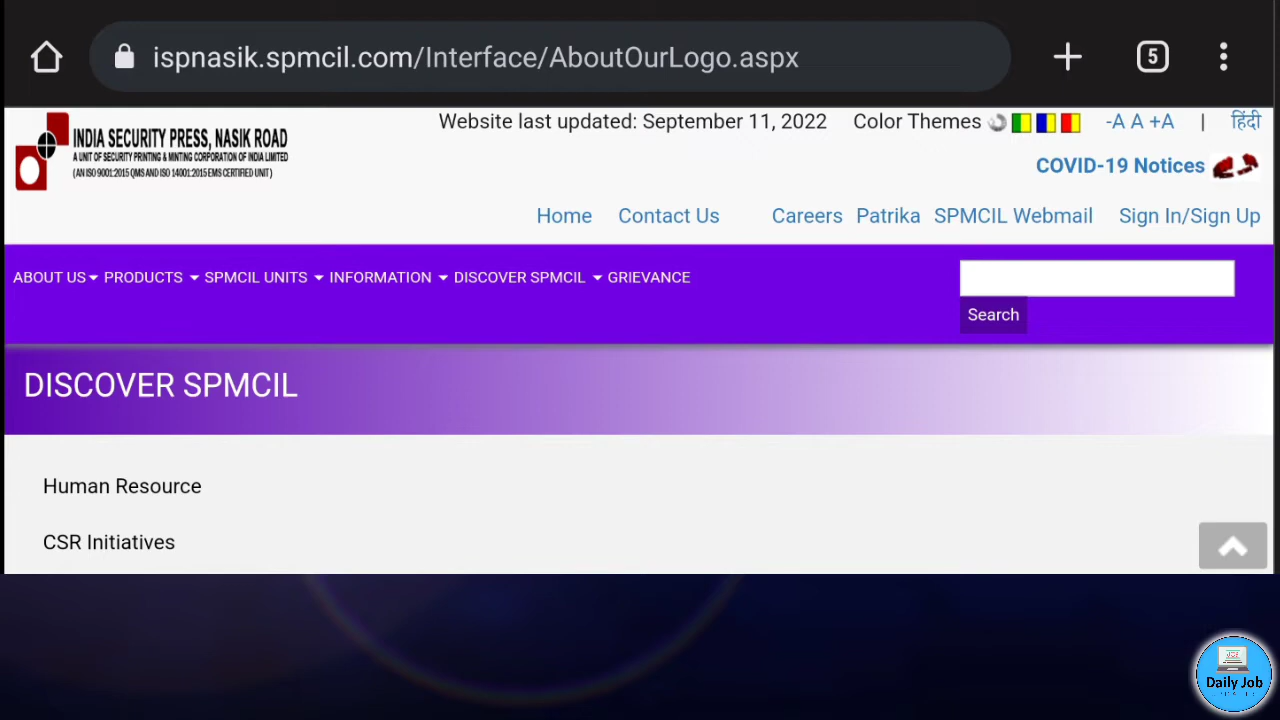 ispnasik.spmcil.com/Interface/AboutOurLogo.aspx
5
INDIA SECURITY PRESS, NASIK ROAD
A UNIT OF SECURITY PRINTING & MINTING CORPORATION OF INDIA LIMITED
(AN ISO 9001:2015 QMS AND ISO 14001:2015 EMS CERTIFIED UNIT)
Website last updated: September 11, 2022 Color Themes -A A +A | हिंदी
COVID-19 Notices
Home Contact Us Careers Patrika SPMCIL Webmail Sign In/Sign Up
ABOUT US PRODUCTS SPMCIL UNITS INFORMATION DISCOVER SPMCIL GRIEVANCE
Search
DISCOVER SPMCIL
Human Resource
CSR Initiatives
Daily Job